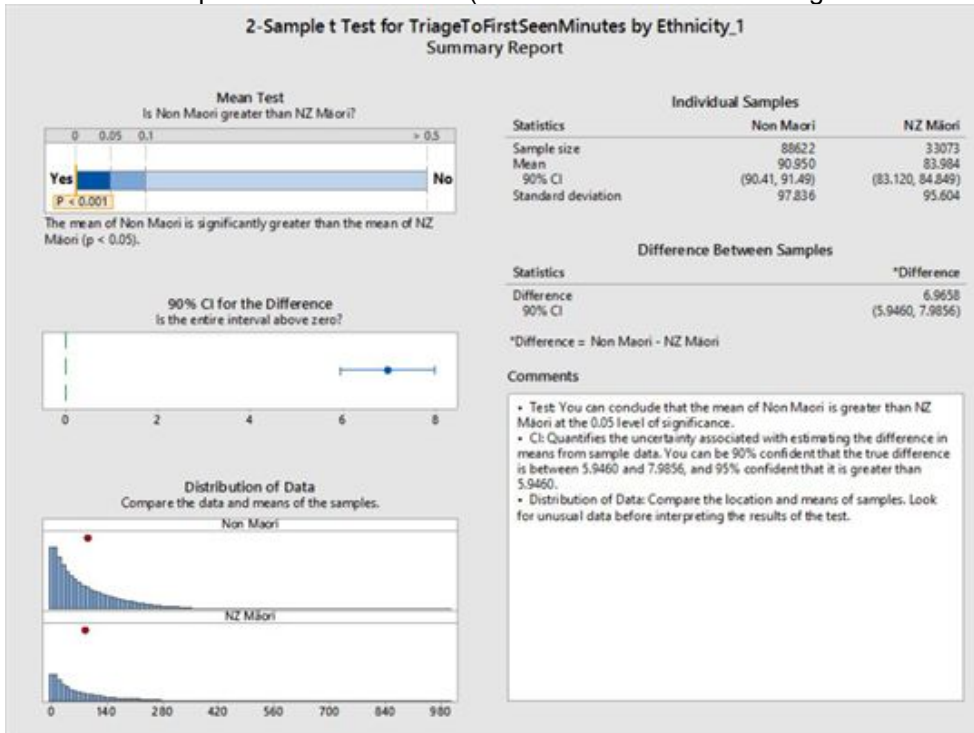 2-Sample t Test for TriageToFirstSeenMinutes by Ethnicity_1
Summary Report
Mean Test
Is Non Maori greater than NZ Māori?
0 0.05 0.1 > 0.5
Yes No
P < 0.001
The mean of Non Maori is significantly greater than the mean of NZ
Māori (p < 0.05).
90% CI for the Difference
Is the entire interval above zero?
0 2 4 6 8
Distribution of Data
Compare the data and means of the samples.
Non Maori
NZ Māori
0 140 280 420 560 700 840 980
Individual Samples
Statistics Non Maori NZ Māori
Sample size 88622 33073
Mean 90.950 83.984
90% CI (90.41, 91.49) (83.120, 84.849)
Standard deviation 97.836 95.604
Difference Between Samples
Statistics *Difference
Difference 6.9658
90% CI (5.9460, 7.9856)
*Difference = Non Maori - NZ Māori
Comments
• Test: You can conclude that the mean of Non Maori is greater than NZ
Māori at the 0.05 level of significance.
• CI: Quantifies the uncertainty associated with estimating the difference in
means from sample data. You can be 90% confident that the true difference
is between 5.9460 and 7.9856, and 95% confident that it is greater than
5.9460.
• Distribution of Data: Compare the location and means of samples. Look
for unusual data before interpreting the results of the test.